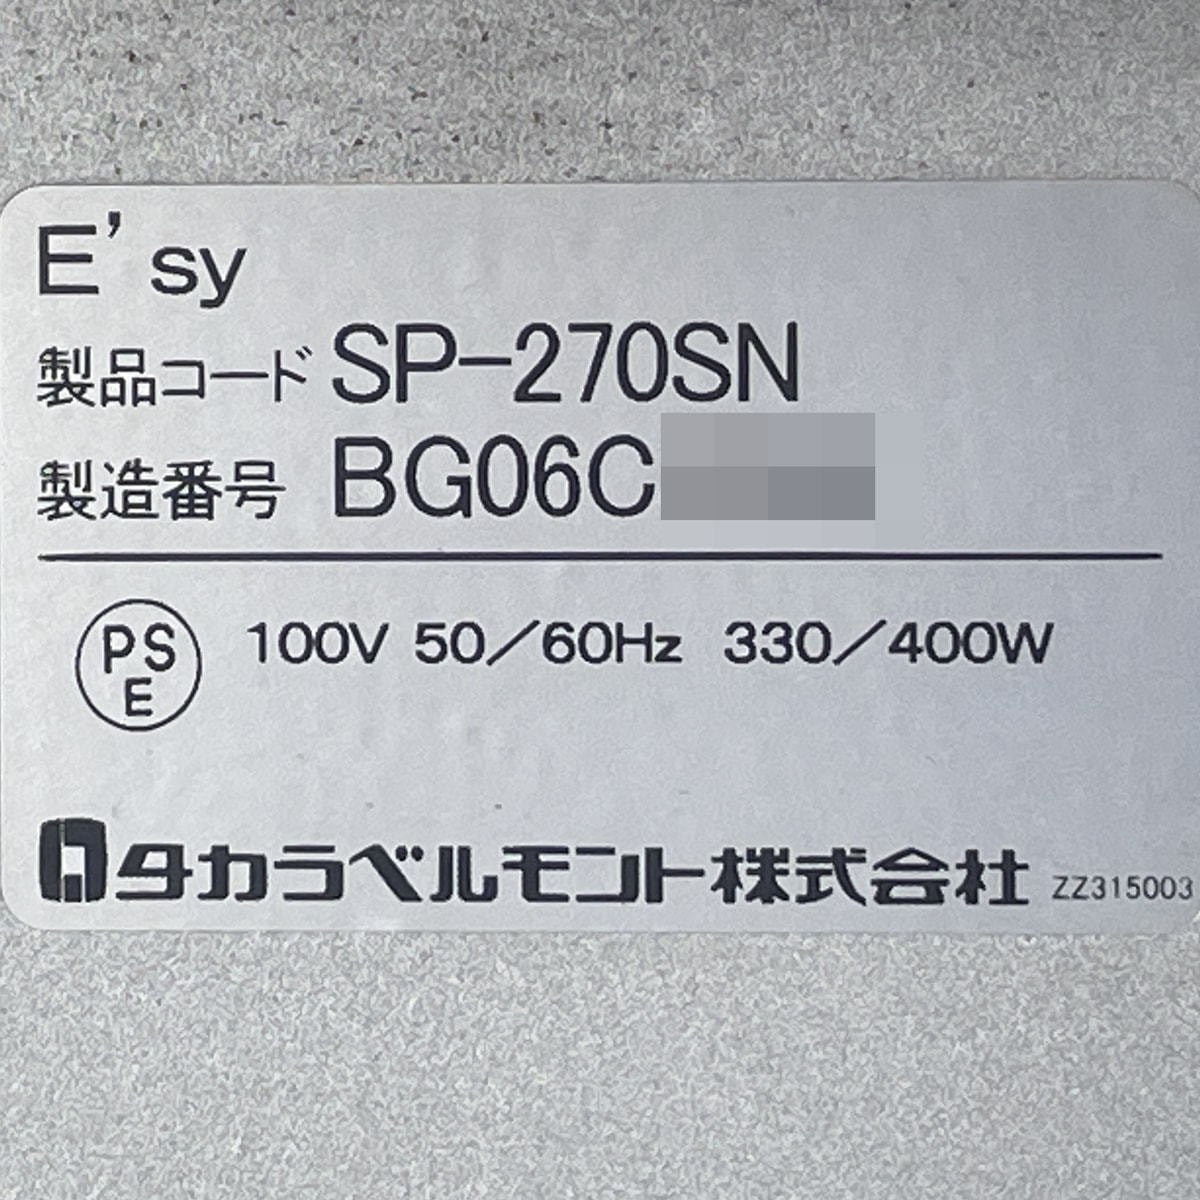 E'sy
製品コード SP-270SN
製造番号 BG06C
PSE 100V 50/60Hz 330/400W
タカラベルモント株式会社 ZZ315003